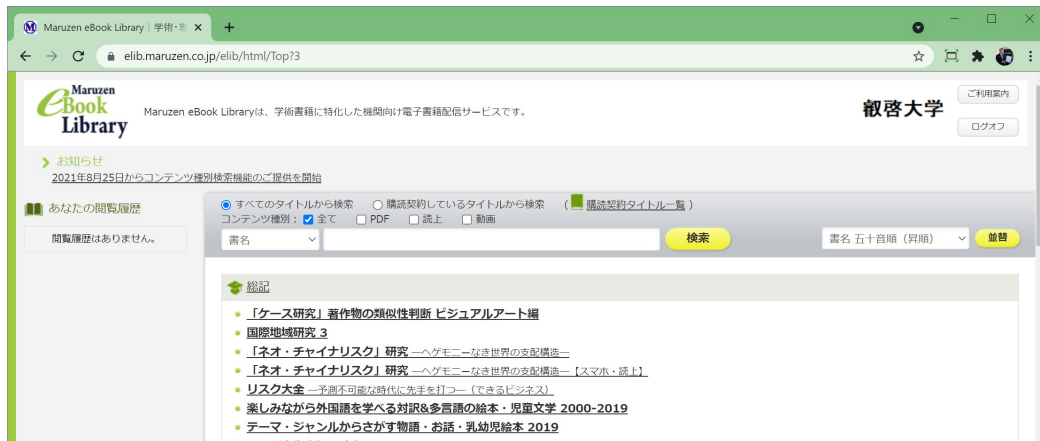 Maruzen eBook Library | 学術・専
elib.maruzen.co.jp/elib/html/Top?3
Maruzen
eBook
Library
Maruzen eBook Libraryは、学術書籍に特化した機関向け電子書籍配信サービスです。
叡啓大学
ご利用案内
ログオフ
お知らせ
2021年8月25日からコンテンツ種別検索機能のご提供を開始
あなたの閲覧履歴
閲覧履歴はありません。
すべてのタイトルから検索 購読契約しているタイトルから検索 ( 購読契約タイトル一覧 )
コンテンツ種別: 全て PDF 読上 動画
書名 検索 書名 五十音順（昇順） 並替
総記
「ケース研究」著作物の類似性判断 ビジュアルアート編
国際地域研究 3
「ネオ・チャイナリスク」研究 ―ヘゲモニーなき世界の支配構造―
「ネオ・チャイナリスク」研究 ―ヘゲモニーなき世界の支配構造―【スマホ・読上】
リスク大全 ―予測不可能な時代に先手を打つ―（できるビジネス）
楽しみながら外国語を学べる対訳&多言語の絵本・児童文学 2000-2019
テーマ・ジャンルからさがす物語・お話・乳幼児絵本 2019